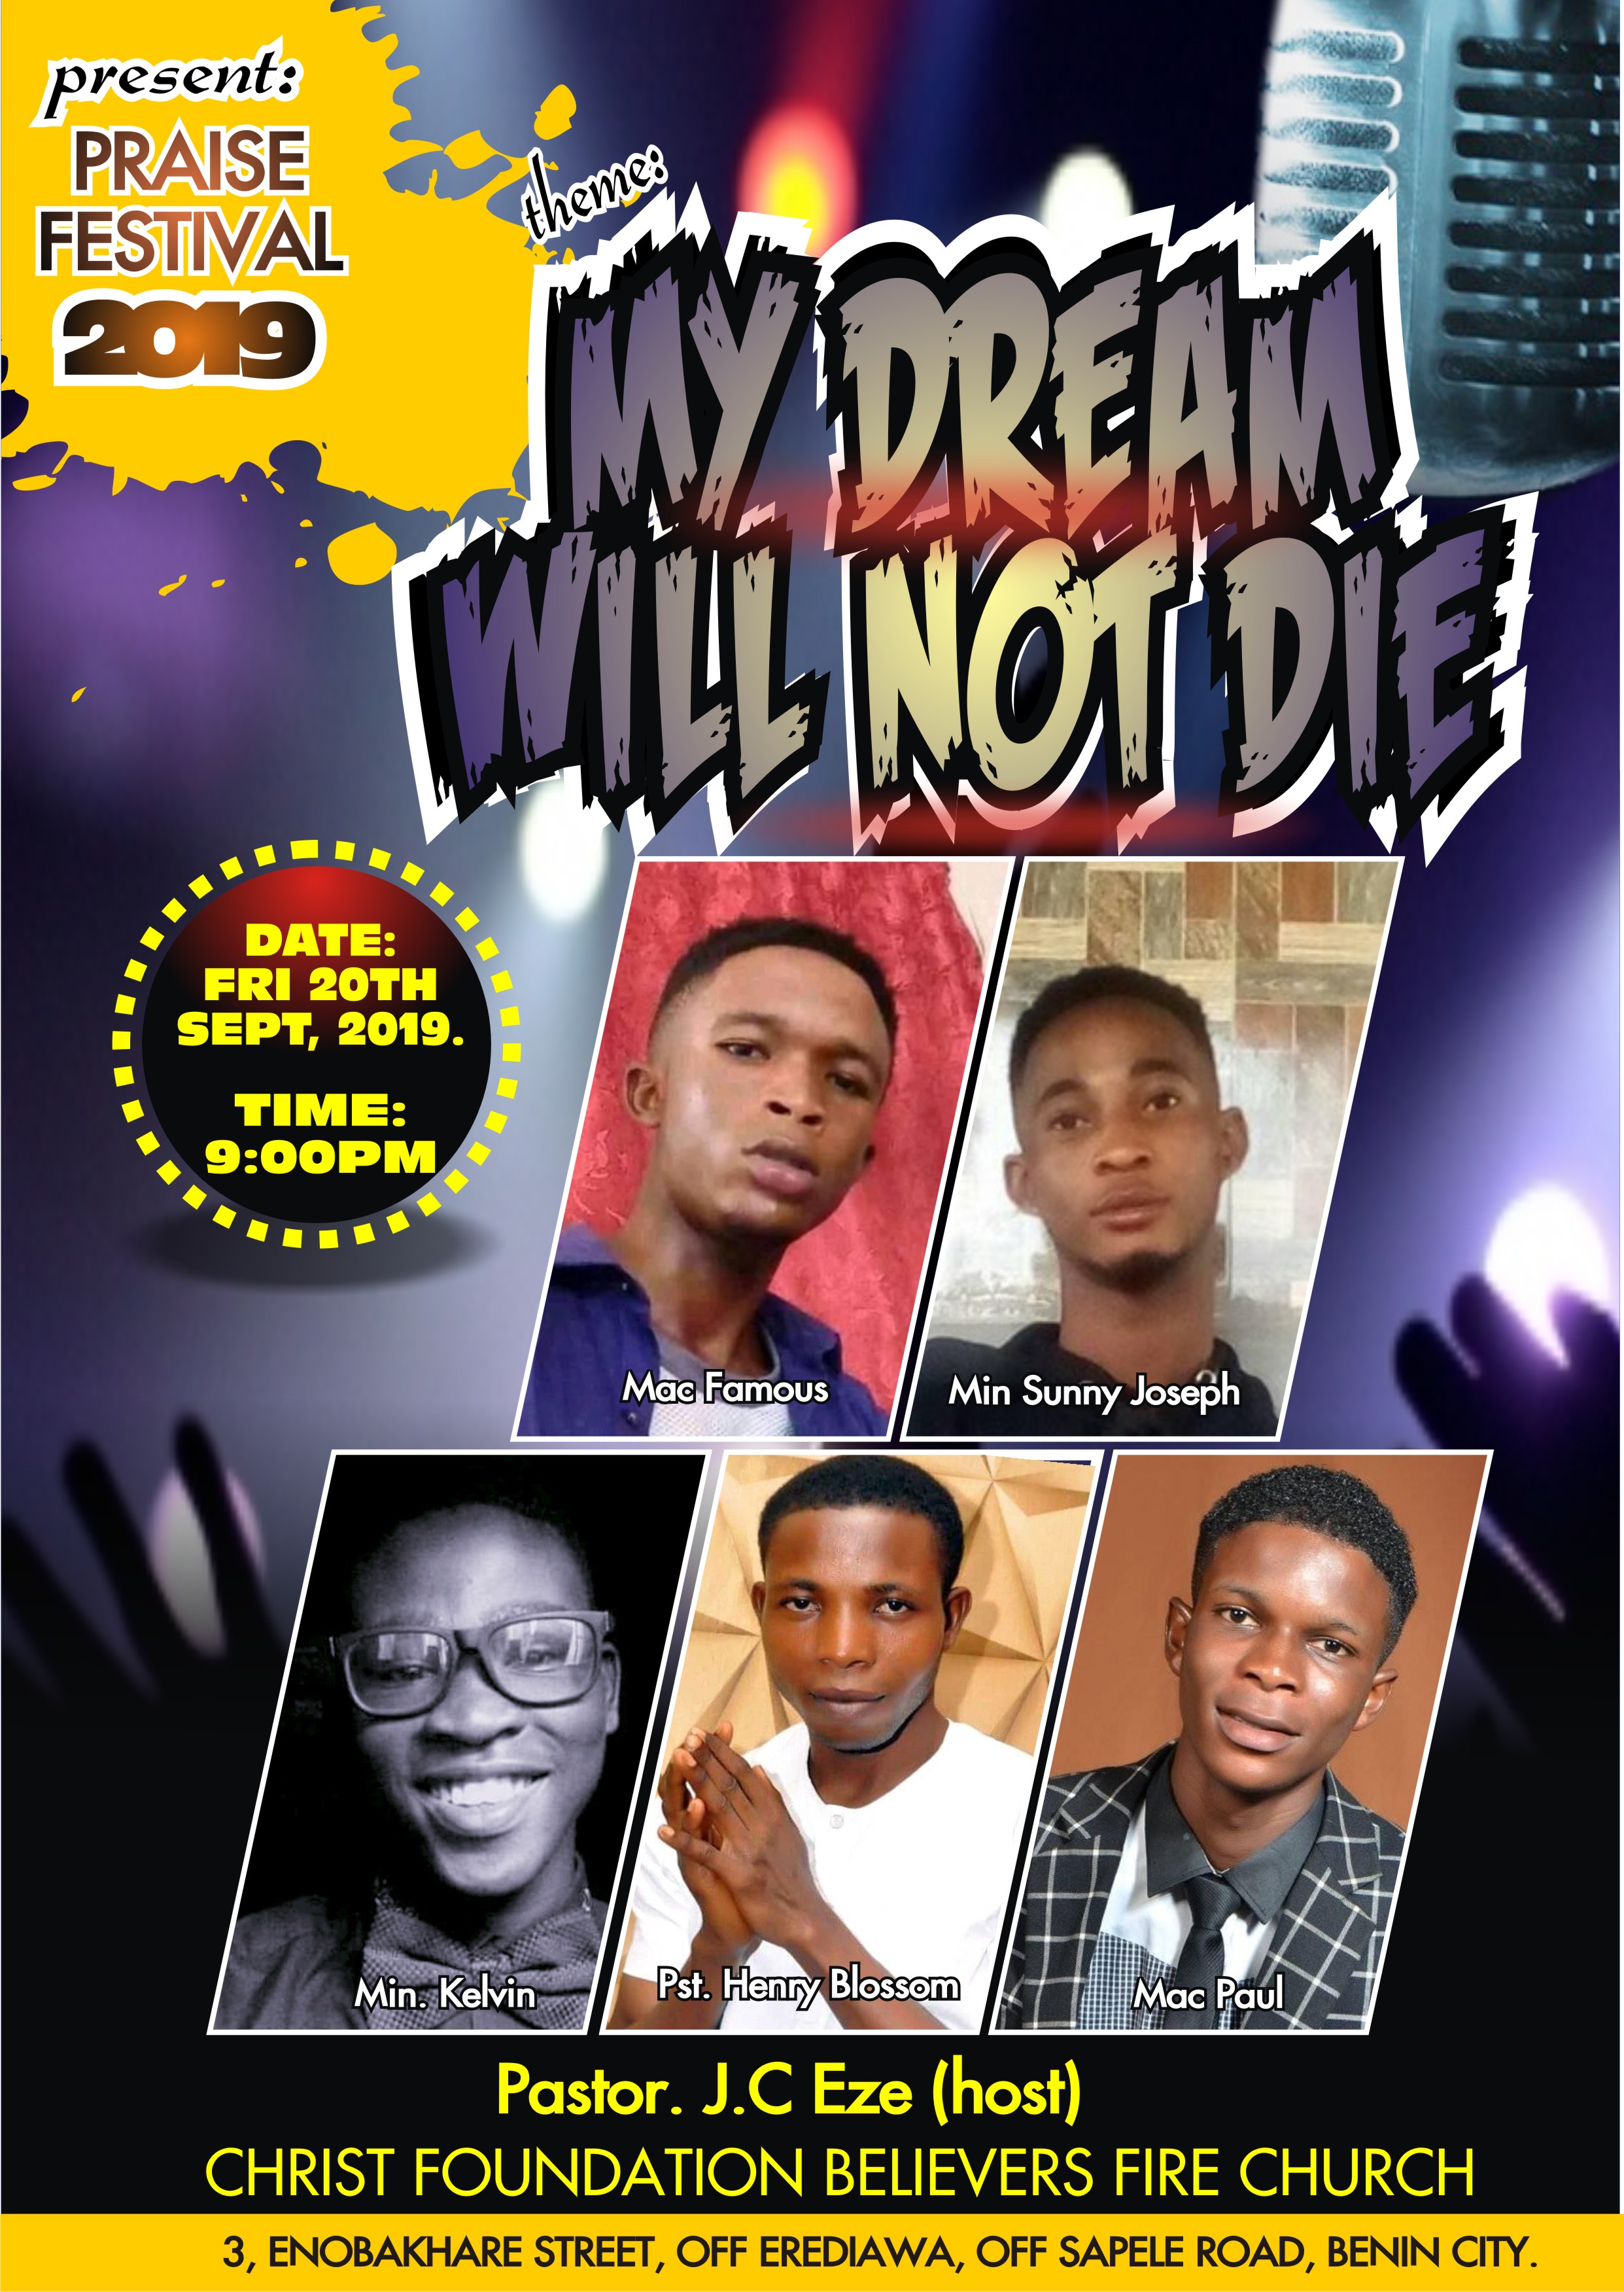 present:
PRAISE
FESTIVAL
2019
theme:
MY DREAM
WILL NOT DIE
DATE:
FRI 20TH
SEPT, 2019.
TIME:
9:00PM
Mac Famous
Min Sunny Joseph
Min. Kelvin
Pst. Henry Blossom
Mac Paul
Pastor. J.C Eze (host)
CHRIST FOUNDATION BELIEVERS FIRE CHURCH
3, ENOBAKHARE STREET, OFF EREDIAWA, OFF SAPELE ROAD, BENIN CITY.